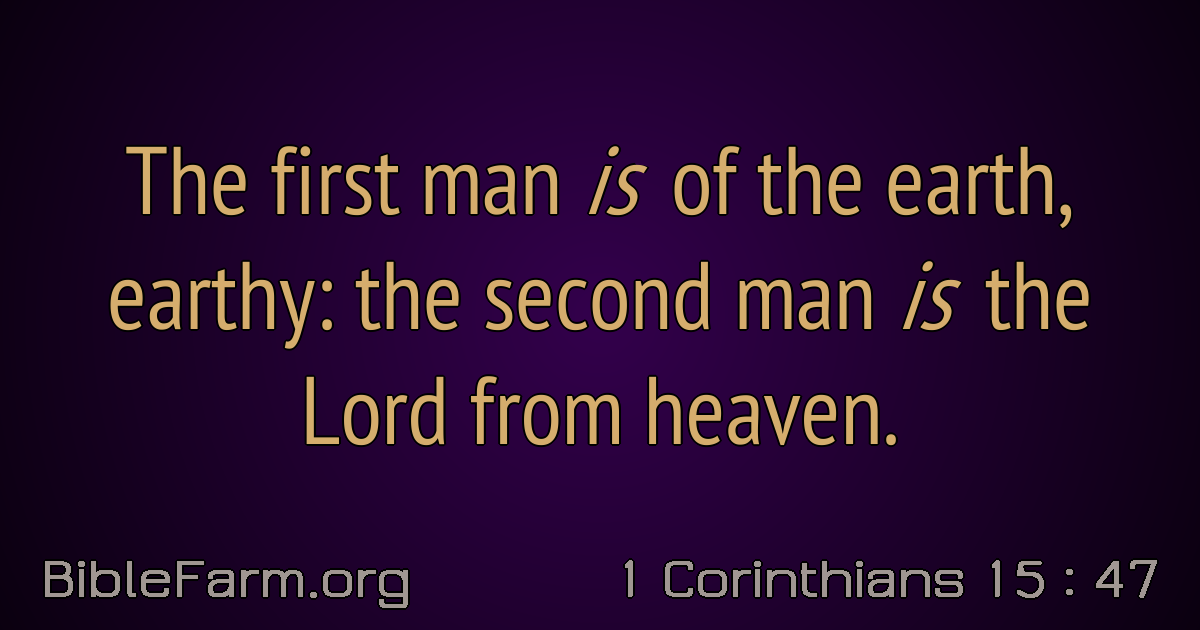 The first man is of the earth,
earthy: the second man is the
Lord from heaven.
BibleFarm.org
1 Corinthians 15 : 47